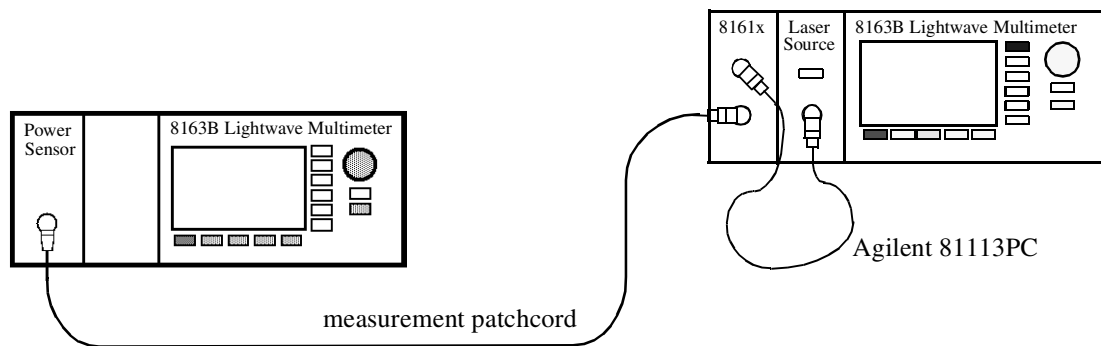 8161x
Laser
Source
8163B Lightwave Multimeter
Power
Sensor
8163B Lightwave Multimeter
Agilent 81113PC
measurement patchcord